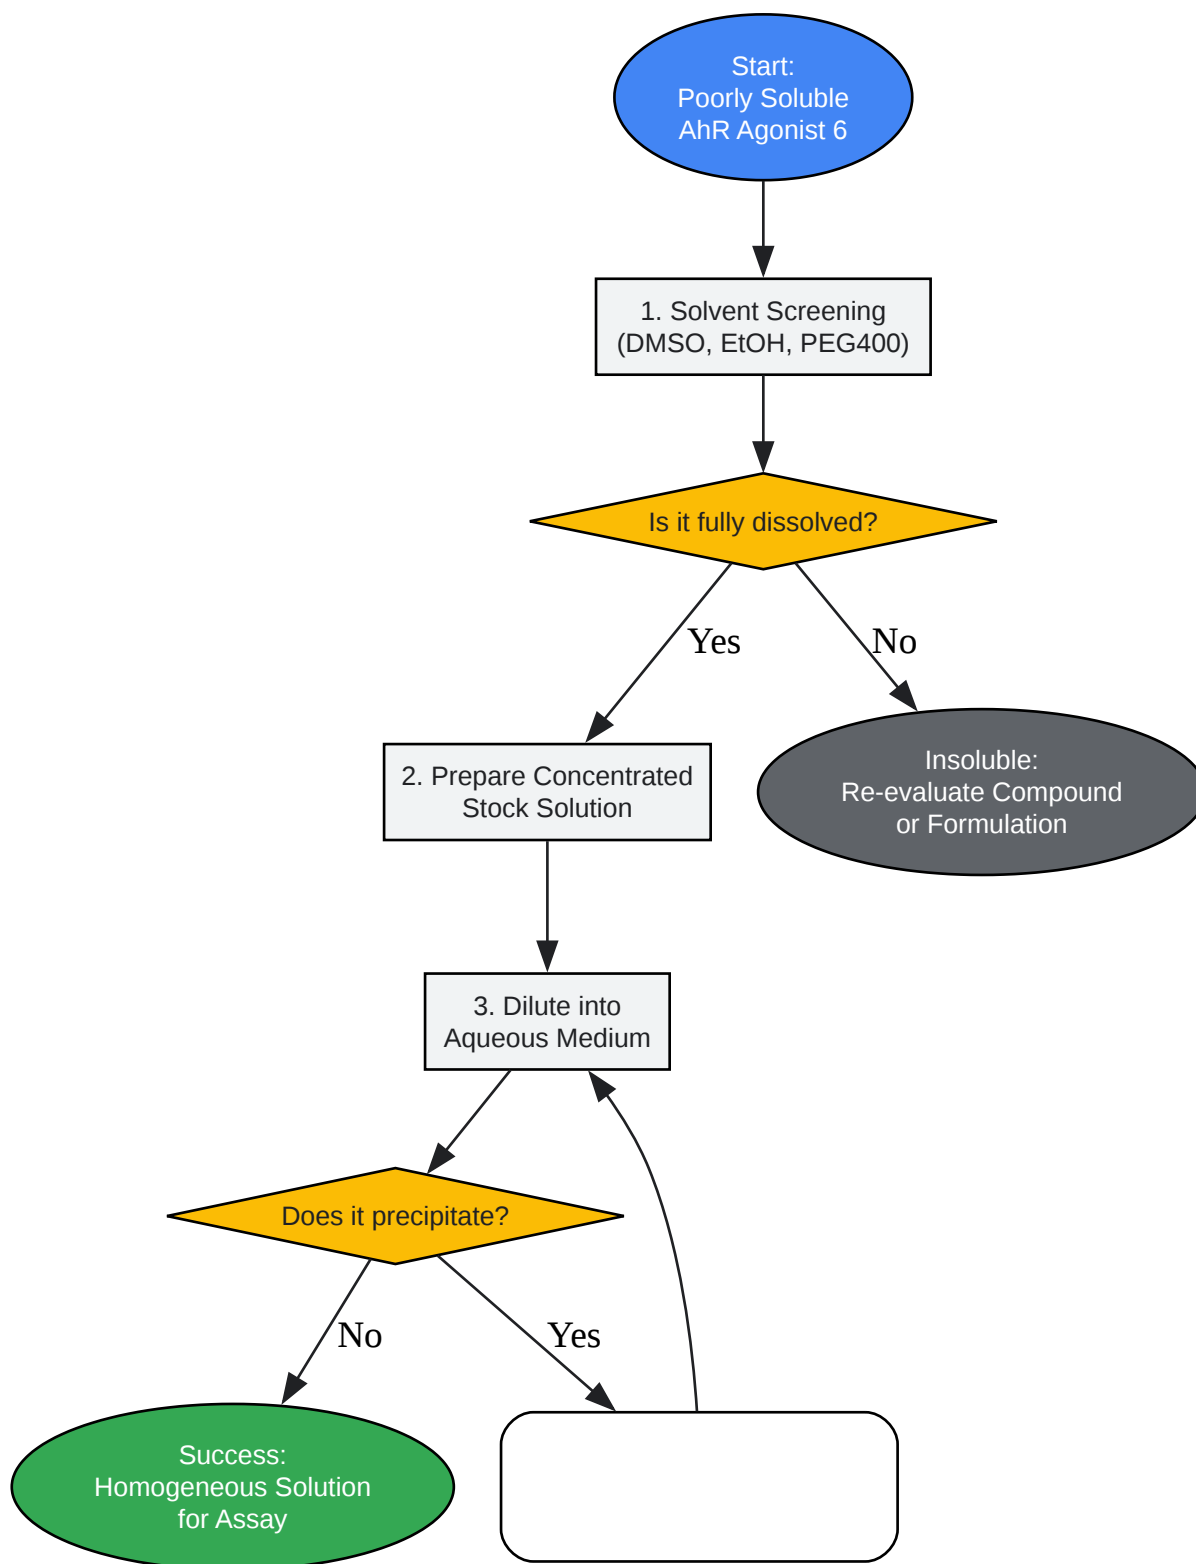 Start:
Poorly Soluble
AhR Agonist 6
1. Solvent Screening
(DMSO, EtOH, PEG400)
Is it fully dissolved?
Yes
No
2. Prepare Concentrated
Stock Solution
Insoluble:
Re-evaluate Compound
or Formulation
3. Dilute into
Aqueous Medium
Does it precipitate?
No
Yes
Success:
Homogeneous Solution
for Assay